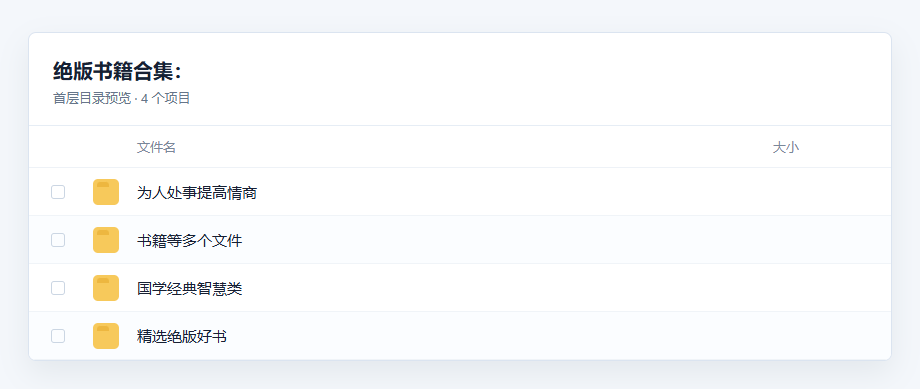 绝版书籍合集：
首层目录预览 · 4 个项目
文件名 大小
为人处事提高情商
书籍等多个文件
国学经典智慧类
精选绝版好书